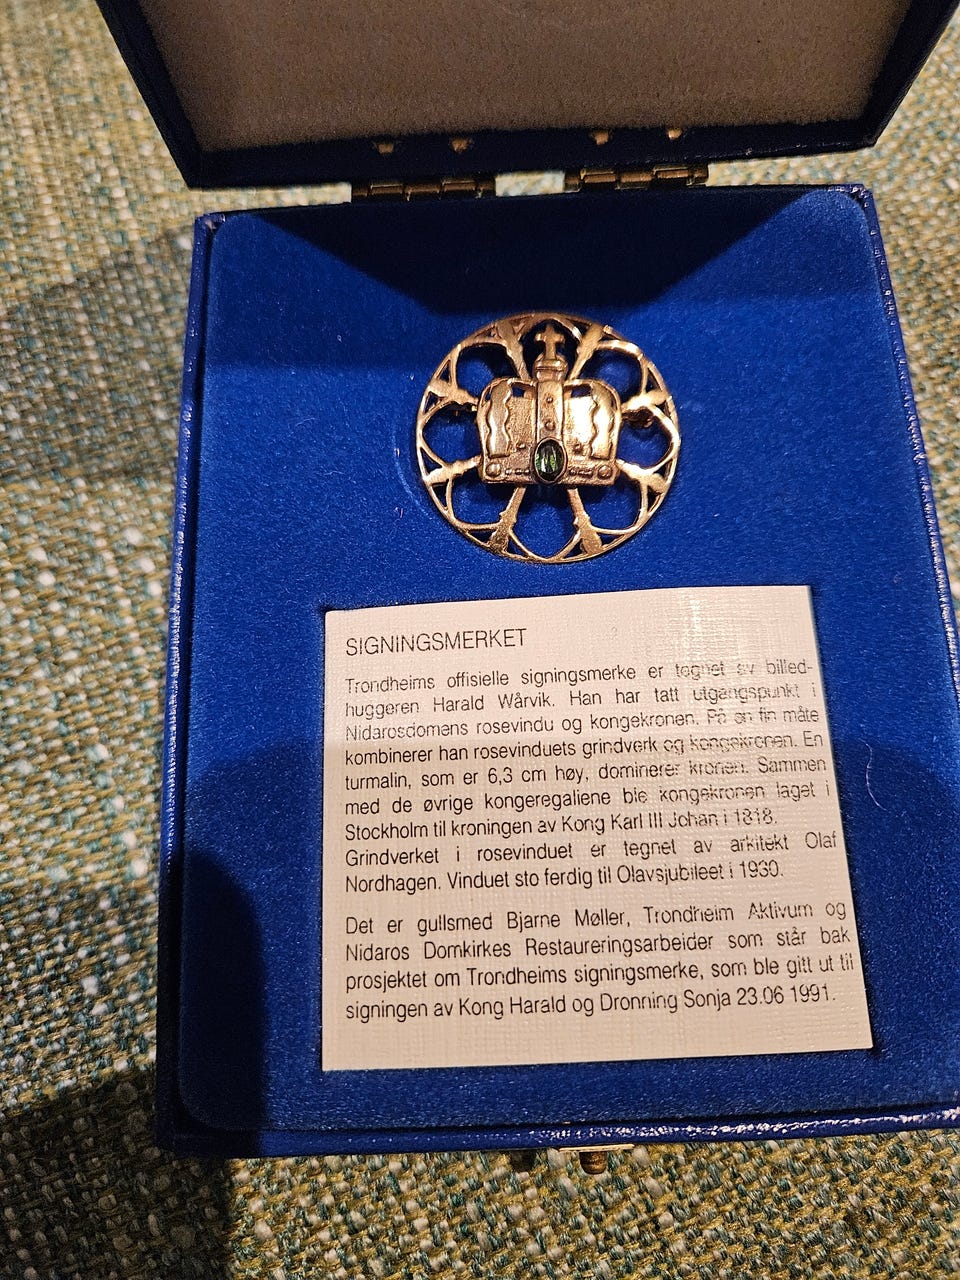 SIGNINGSMERKET
Trondheims offisielle signingsmerke er tegnet av billed-
huggeren Harald Wårvik. Han har tatt utgangspunkt i
Nidarosdomens rosevindu og kongekronen. På en fin måte
kombinerer han rosevinduets grindverk og kongekronen. En
turmalin, som er 6,3 cm høy, dominerer kronen. Sammen
med de øvrige kongeregaliene ble kongekronen laget i
Stockholm til kroningen av Kong Karl III Johan i 1818.
Grindverket i rosevinduet er tegnet av arkitekt Olaf
Nordhagen. Vinduet sto ferdig til Olavsjubileet i 1930.
Det er gullsmed Bjarne Møller, Trondheim Aktivum og
Nidaros Domkirkes Restaureringsarbeider som står bak
prosjektet om Trondheims signingsmerke, som ble gitt ut til
signingen av Kong Harald og Dronning Sonja 23.06 1991.